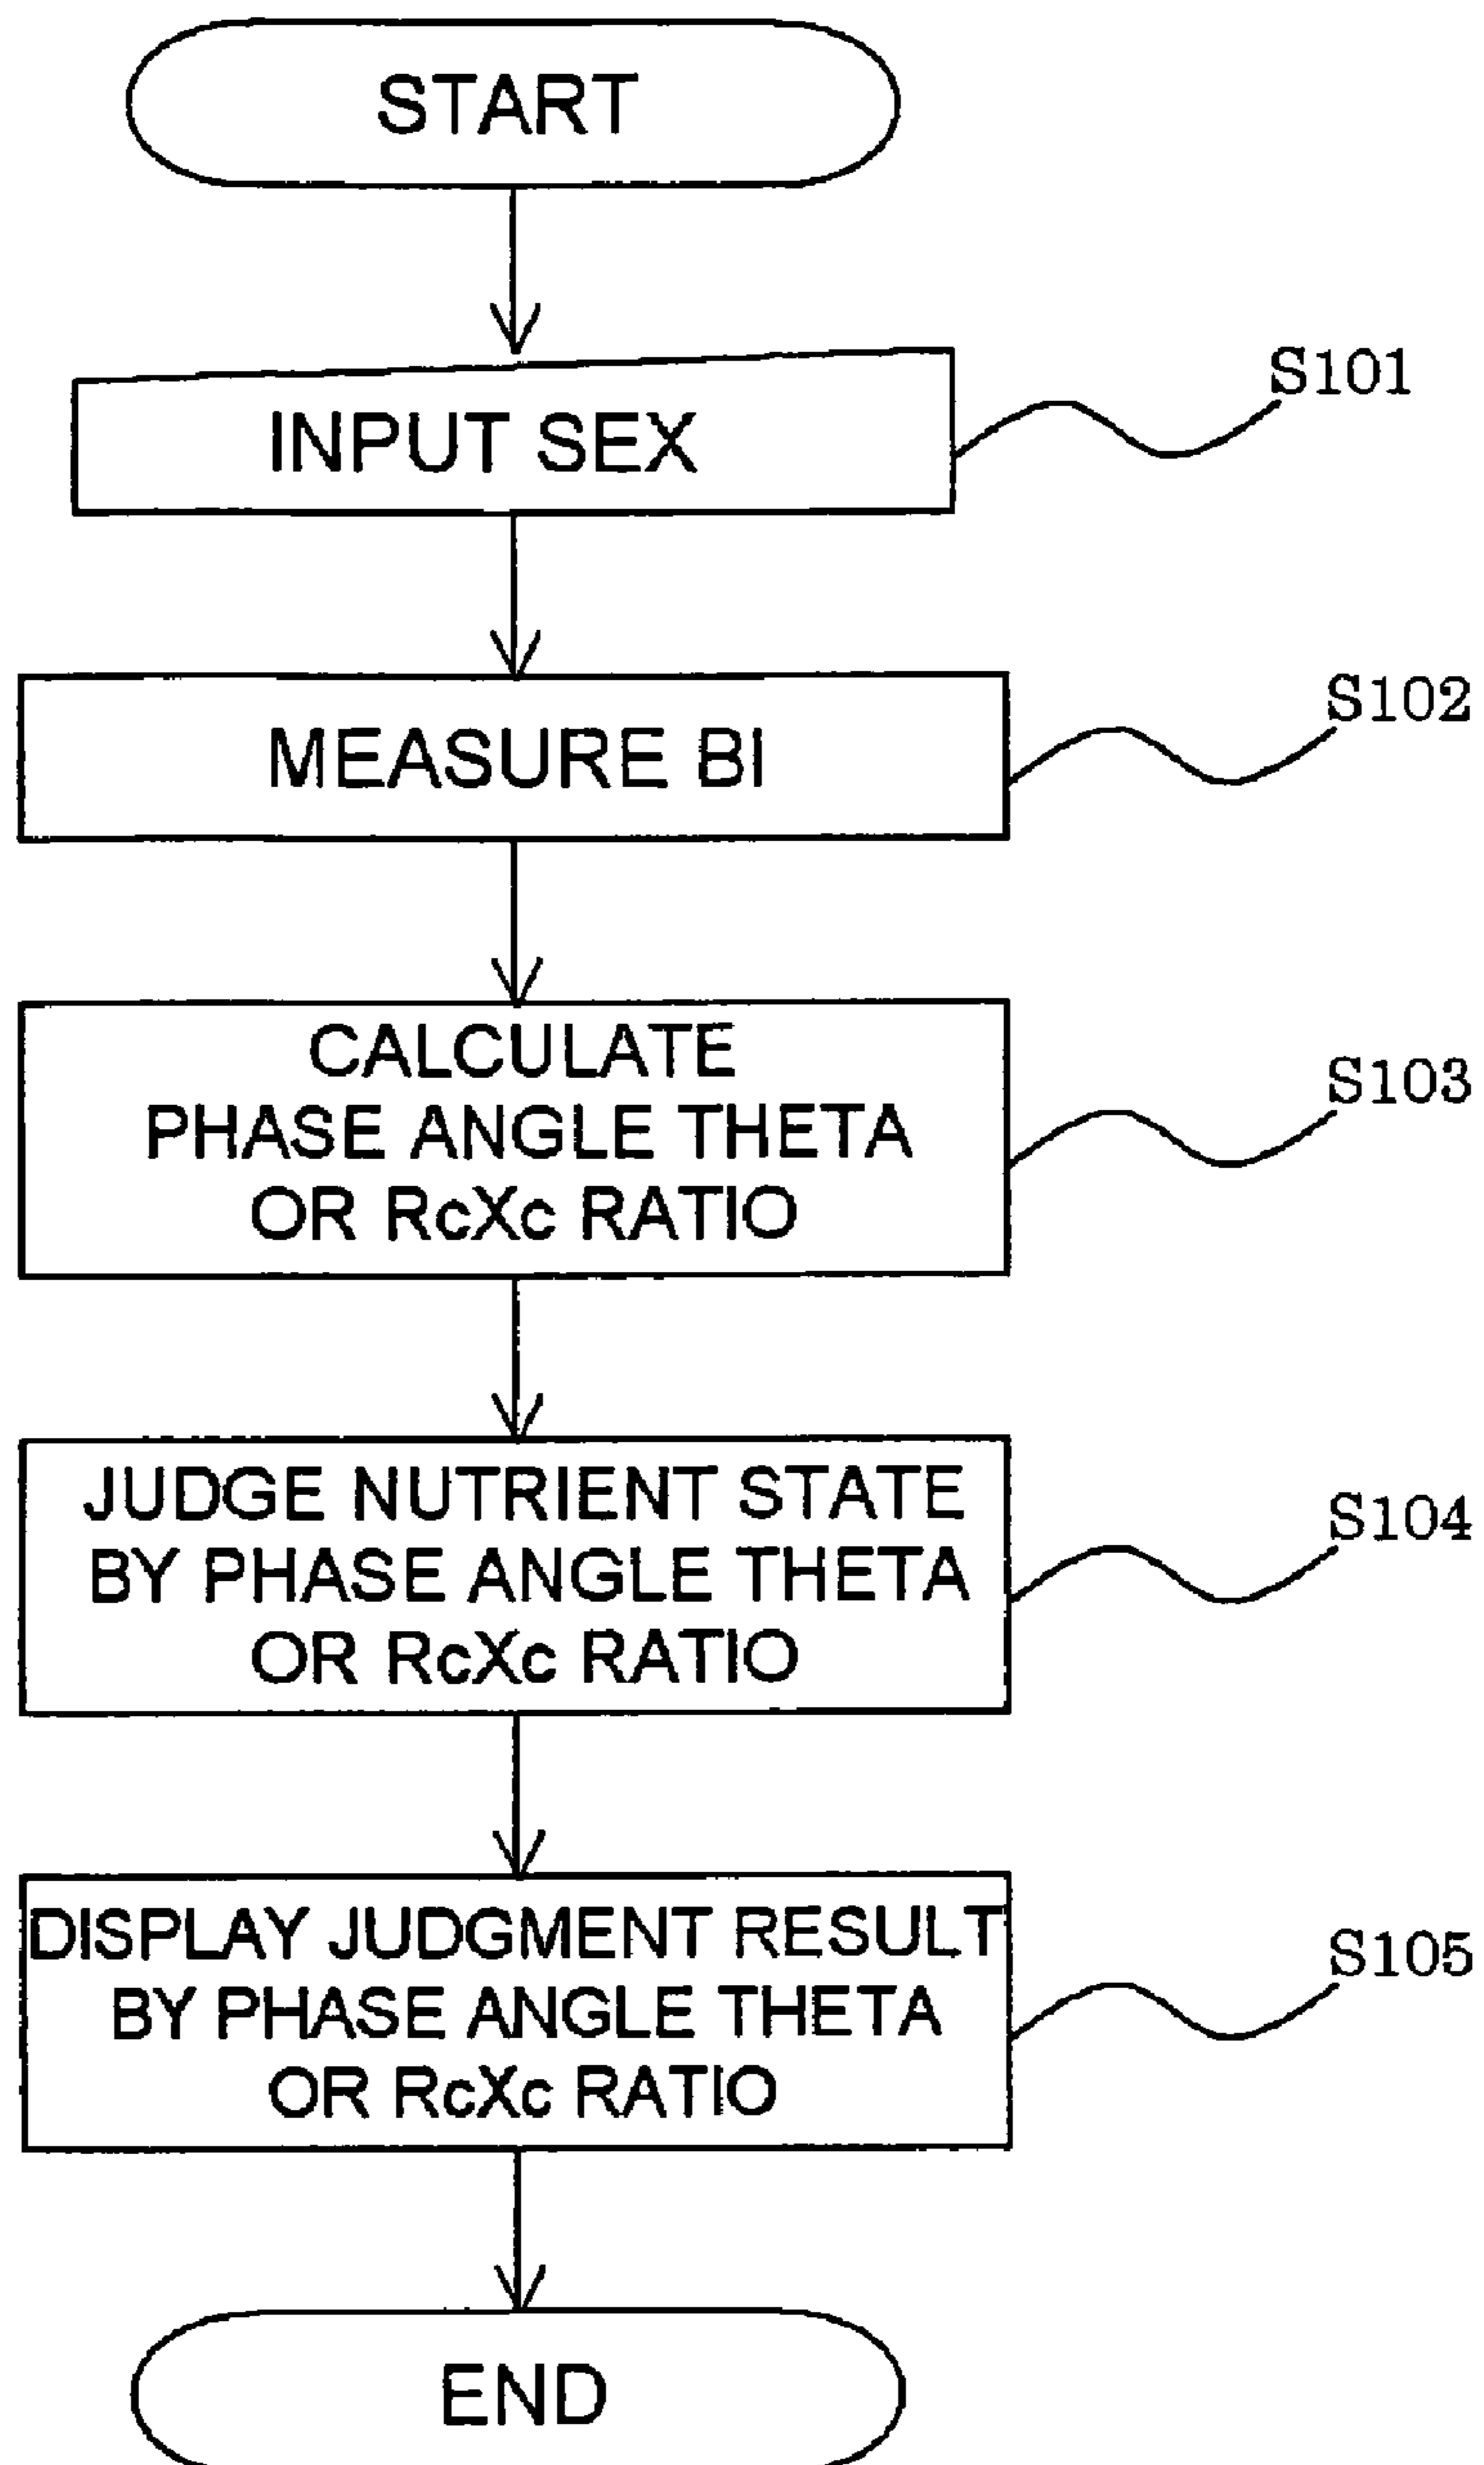 START
INPUT SEX
S101
MEASURE BI
S102
CALCULATE
PHASE ANGLE THETA
OR RcXc RATIO
S103
JUDGE NUTRIENT STATE
BY PHASE ANGLE THETA
OR RcXc RATIO
S104
DISPLAY JUDGMENT RESULT
BY PHASE ANGLE THETA
OR RcXc RATIO
S105
END